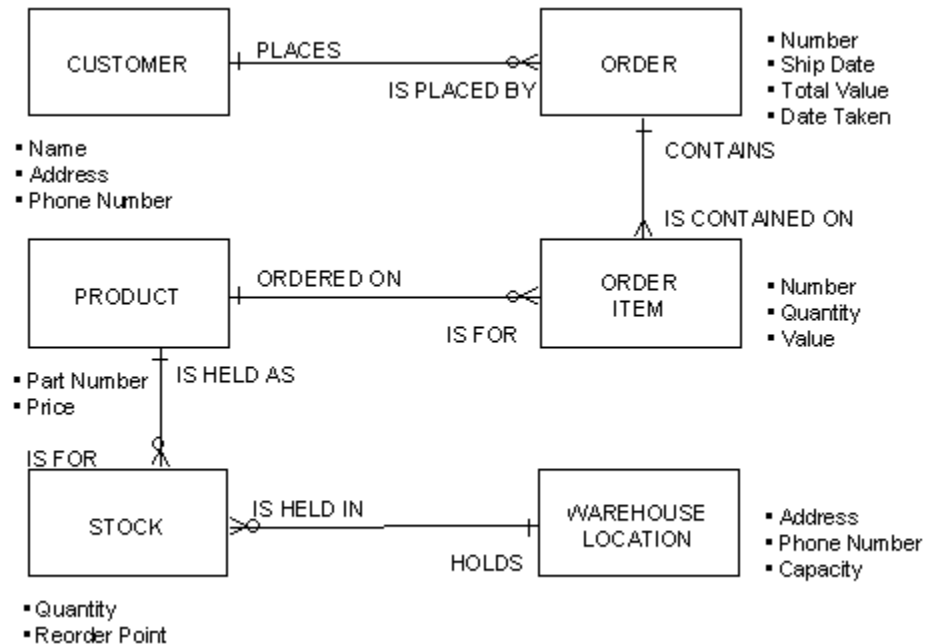 CUSTOMER
PLACES
IS PLACED BY
ORDER
▪ Number
▪ Ship Date
▪ Total Value
▪ Date Taken
▪ Name
▪ Address
▪ Phone Number
CONTAINS
IS CONTAINED ON
PRODUCT
ORDERED ON
IS FOR
ORDER
ITEM
▪ Number
▪ Quantity
▪ Value
▪ Part Number
▪ Price
IS HELD AS
IS FOR
STOCK
IS HELD IN
HOLDS
WAREHOUSE
LOCATION
▪ Address
▪ Phone Number
▪ Capacity
▪ Quantity
▪ Reorder Point